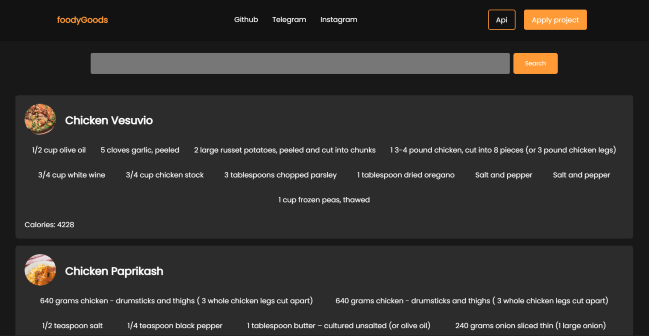 foodyGoods Github Telegram Instagram Api Apply project
Search
Chicken Vesuvio
1/2 cup olive oil 5 cloves garlic, peeled 2 large russet potatoes, peeled and cut into chunks 1 3-4 pound chicken, cut into 8 pieces (or 3 pound chicken legs)
3/4 cup white wine 3/4 cup chicken stock 3 tablespoons chopped parsley 1 tablespoon dried oregano Salt and pepper Salt and pepper
1 cup frozen peas, thawed
Calories: 4228
Chicken Paprikash
640 grams chicken - drumsticks and thighs ( 3 whole chicken legs cut apart) 640 grams chicken - drumsticks and thighs ( 3 whole chicken legs cut apart)
1/2 teaspoon salt 1/4 teaspoon black pepper 1 tablespoon butter – cultured unsalted (or olive oil) 240 grams onion sliced thin (1 large onion)